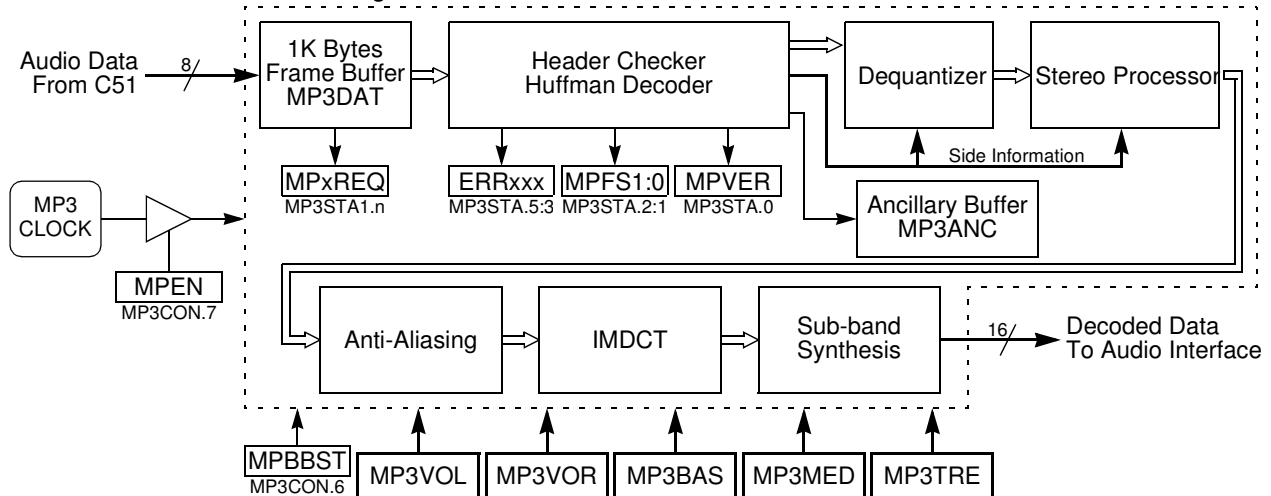 Audio Data
From C51
8
1K Bytes
Frame Buffer
MP3DAT
Header Checker
Huffman Decoder
Dequantizer
Stereo Processor
Side Information
MPxREQ
MP3STA1.n
ERRxxx
MP3STA.5:3
MPFS1:0
MP3STA.2:1
MPVER
MP3STA.0
Ancillary Buffer
MP3ANC
MP3
CLOCK
MPEN
MP3CON.7
Anti-Aliasing
IMDCT
Sub-band
Synthesis
16
Decoded Data
To Audio Interface
MPBBST
MP3CON.6
MP3VOL
MP3VOR
MP3BAS
MP3MED
MP3TRE